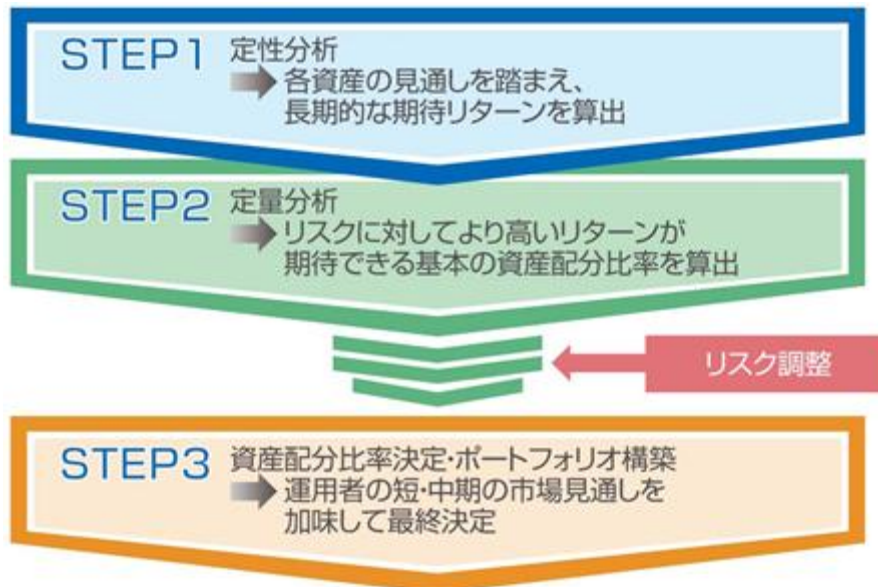 STEP1 定性分析
各資産の見通しを踏まえ、
長期的な期待リターンを算出
STEP2 定量分析
リスクに対してより高いリターンが
期待できる基本の資産配分比率を算出
リスク調整
STEP3 資産配分比率決定・ポートフォリオ構築
運用者の短・中期の市場見通しを
加味して最終決定